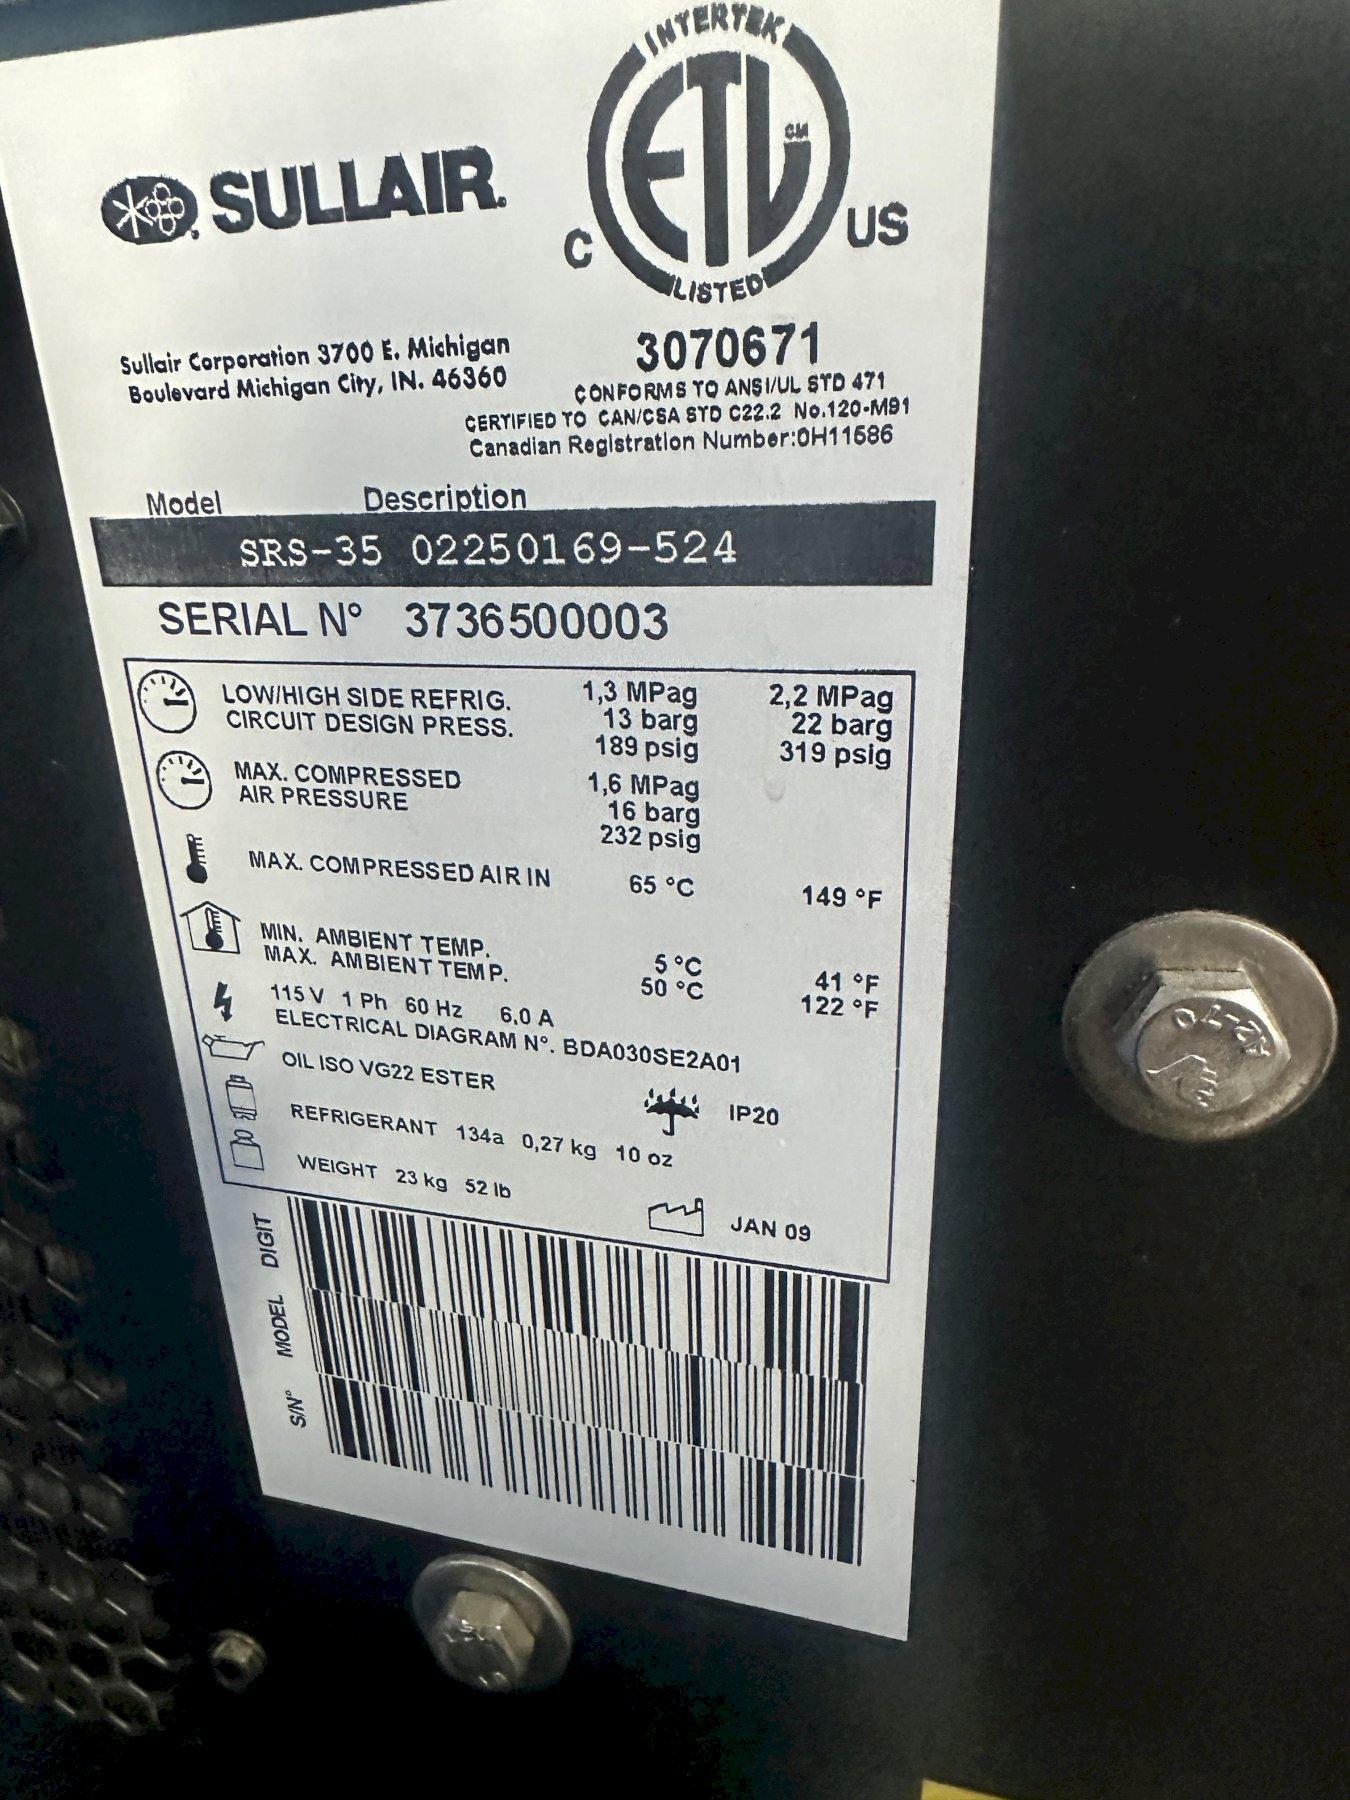 INTERTEK
ETL
SM
C
US
LISTED
SULLAIR.
3070671
Sullair Corporation 3700 E. Michigan
Boulevard Michigan City, IN. 46360
CONFORMS TO ANSI/UL STD 471
CERTIFIED TO CAN/CSA STD C22.2 No.120-M91
Canadian Registration Number:0H11586
Model Description
SRS-35 02250169-524
SERIAL Nº 3736500003
LOW/HIGH SIDE REFRIG. 1,3 MPag 2,2 MPag
CIRCUIT DESIGN PRESS. 13 barg 22 barg
189 psig 319 psig
MAX. COMPRESSED 1,6 MPag
AIR PRESSURE 16 barg
232 psig
MAX. COMPRESSED AIR IN 65 °C 149 °F
MIN. AMBIENT TEMP. 5 °C 41 °F
MAX. AMBIENT TEMP. 50 °C 122 °F
115 V 1 Ph 60 Hz 6,0 A
ELECTRICAL DIAGRAM Nº. BDA030SE2A01
OIL ISO VG22 ESTER
IP20
REFRIGERANT 134a 0,27 kg 10 oz
WEIGHT 23 kg 52 lb
JAN 09
DIGIT
MODEL
S/Nº